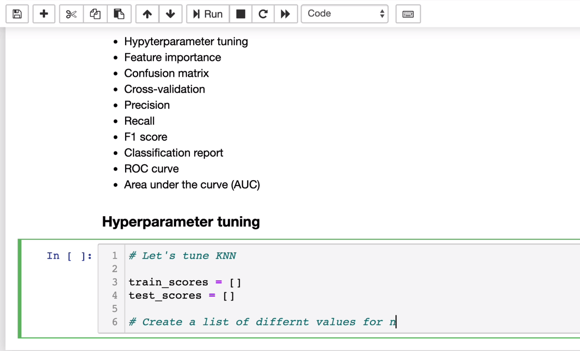 Run
Code
Hypyterparameter tuning
Feature importance
Confusion matrix
Cross-validation
Precision
Recall
F1 score
Classification report
ROC curve
Area under the curve (AUC)
Hyperparameter tuning
In [ ]:
1 # Let's tune KNN
2
3 train_scores = []
4 test_scores = []
5
6 # Create a list of differnt values for n